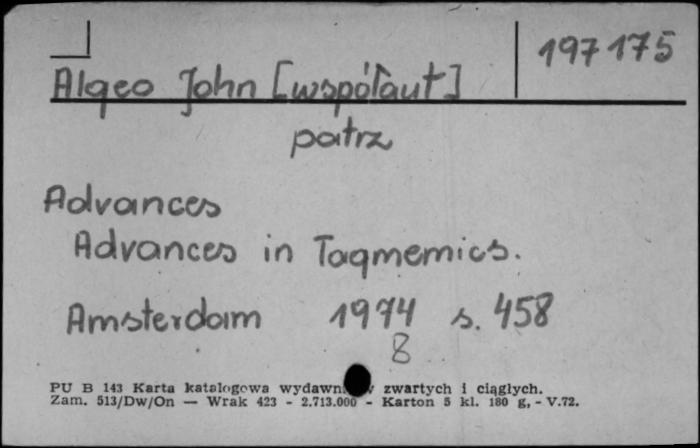 197175
Algeo John [współaut]
patrz
Advances
Advances in Tagmemics.
Amsterdam 1974 s. 458
8
PU B 143 Karta katalogowa zwartych i ciągłych.
Zam. 513/Dw/On — Wrak 423 - 2.713.000 - Karton 5 kl. 180 g, - V.72.